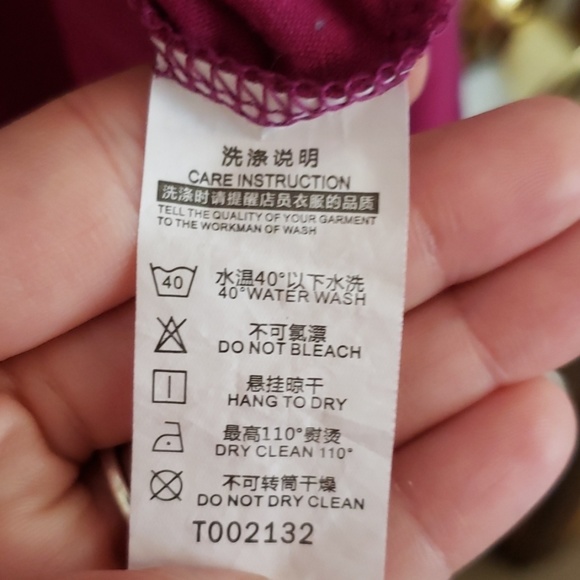 洗涤说明
CARE INSTRUCTION
洗涤时请提醒店员衣服的品质
TELL THE QUALITY OF YOUR GARMENT
TO THE WORKMAN OF WASH
40
水温40°以下水洗
40°WATER WASH
不可氯漂
DO NOT BLEACH
悬挂晾干
HANG TO DRY
最高110°熨烫
DRY CLEAN 110°
不可转筒干燥
DO NOT DRY CLEAN
T002132